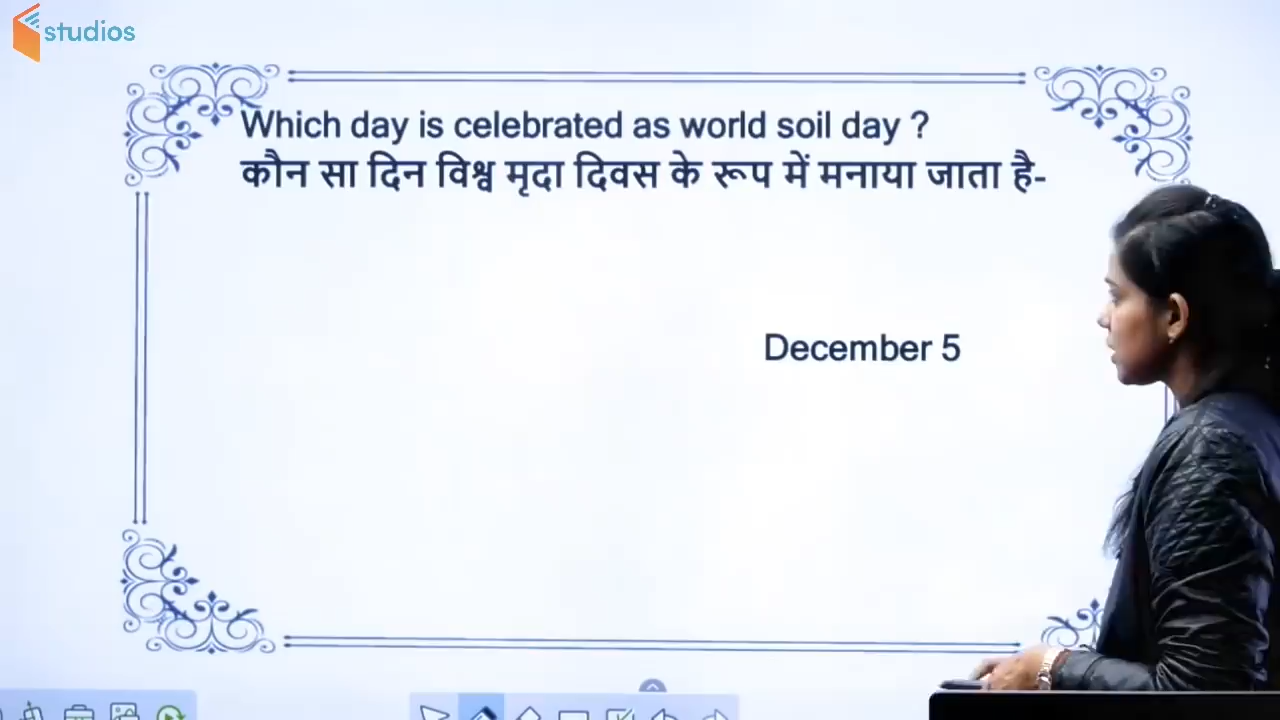 studios
Which day is celebrated as world soil day ?
कौन सा दिन विश्व मृदा दिवस के रूप में मनाया जाता है-
December 5